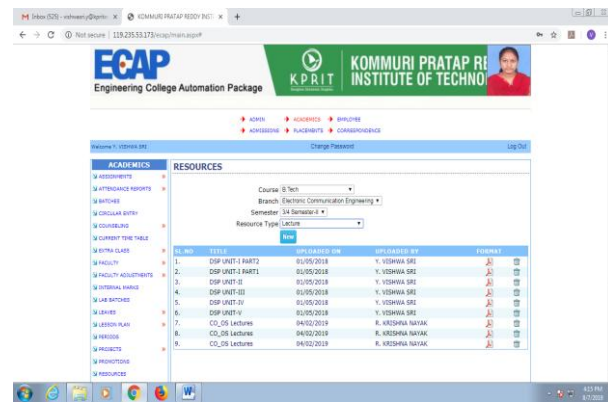 Inbox (525) - vishwasri.y@kpritc
KOMMURI PRATAP REDDY INST
Not secure | 119.235.53.173/ecap/main.aspx#
ECAP
Engineering College Automation Package
KPRIT
KOMMURI PRATAP RE
INSTITUTE OF TECHNO
ADMIN ACADEMICS EMPLOYEE
ADMISSIONS PLACEMENTS CORRESPONDENCE
Welcome Y. VISHWA SRI Change Password Log Out
ACADEMICS
ASSIGNMENTS
ATTENDANCE REPORTS
BATCHES
CIRCULAR ENTRY
COUNSELING
CURRENT TIME TABLE
EXTRA CLASS
FACULTY
FACULTY ADJUSTMENTS
INTERNAL MARKS
LAB BATCHES
LEAVES
LESSON PLAN
PERIODS
PROJECTS
PROMOTIONS
RESOURCES
RESOURCES
Course B.Tech
Branch Electronic Communication Engineering
Semester 3/4 Semester-II
Resource Type Lecture
New
SL.NO TITLE UPLOADED ON UPLOADED BY FORMAT
1. DSP UNIT-I PART2 01/05/2018 Y. VISHWA SRI
2. DSP UNIT-I PART1 01/05/2018 Y. VISHWA SRI
3. DSP UNIT-II 01/05/2018 Y. VISHWA SRI
4. DSP UNIT-III 01/05/2018 Y. VISHWA SRI
5. DSP UNIT-IV 01/05/2018 Y. VISHWA SRI
6. DSP UNIT-V 01/05/2018 Y. VISHWA SRI
7. CO_OS Lectures 04/02/2019 R. KRISHNA NAYAK
8. CO_OS Lectures 04/02/2019 R. KRISHNA NAYAK
9. CO_OS Lectures 04/02/2019 R. KRISHNA NAYAK
4:15 PM
8/7/2019